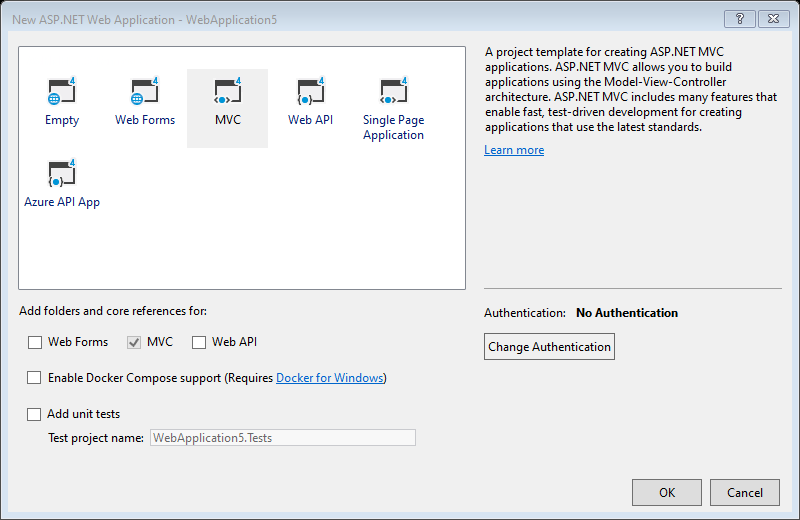 New ASP.NET Web Application - WebApplication5
?
4 4 4 4 4
Empty Web Forms MVC Web API Single Page
Application
4
Azure API App
A project template for creating ASP.NET MVC
applications. ASP.NET MVC allows you to build
applications using the Model-View-Controller
architecture. ASP.NET MVC includes many features that
enable fast, test-driven development for creating
applications that use the latest standards.
Learn more
Add folders and core references for:
Web Forms MVC Web API
Enable Docker Compose support (Requires Docker for Windows)
Add unit tests
Test project name: WebApplication5.Tests
Authentication: No Authentication
Change Authentication
OK Cancel